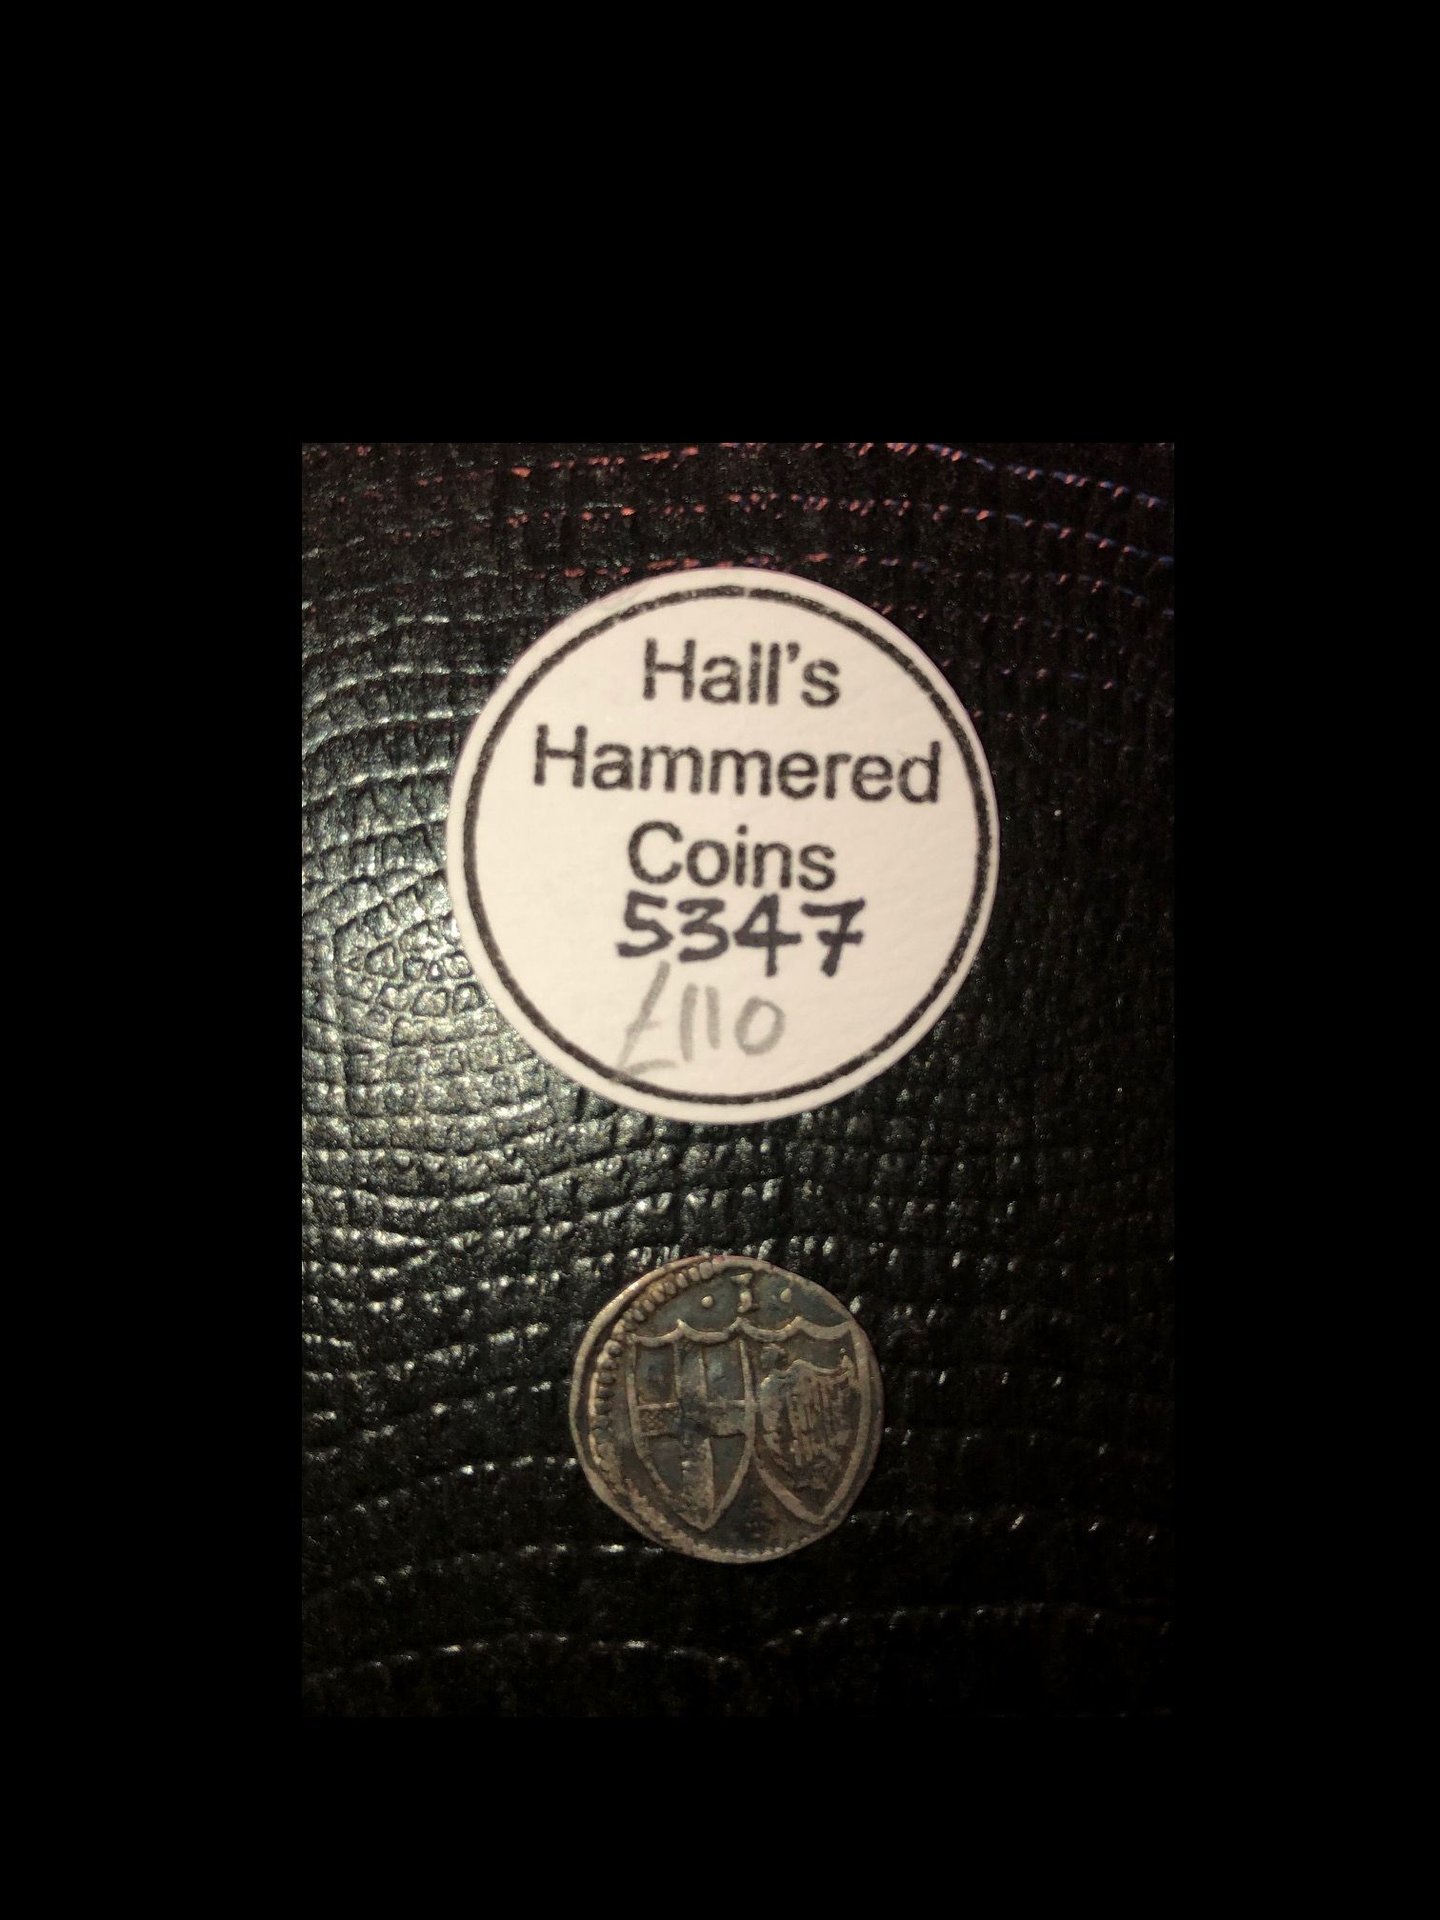 Hall's
Hammered
Coins
5347
£110
· I ·